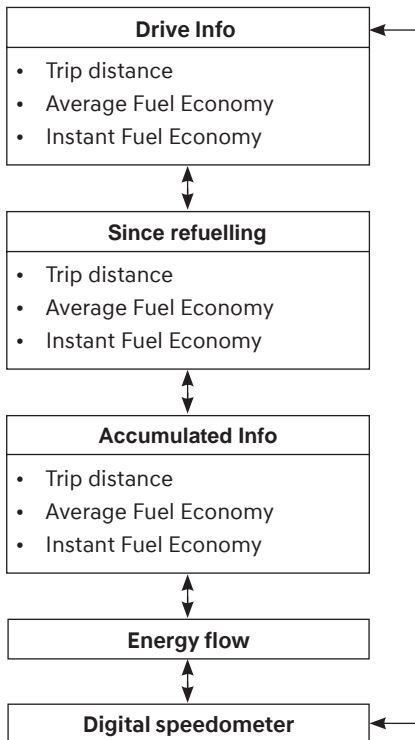 Drive Info
• Trip distance
• Average Fuel Economy
• Instant Fuel Economy
Since refuelling
• Trip distance
• Average Fuel Economy
• Instant Fuel Economy
Accumulated Info
• Trip distance
• Average Fuel Economy
• Instant Fuel Economy
Energy flow
Digital speedometer